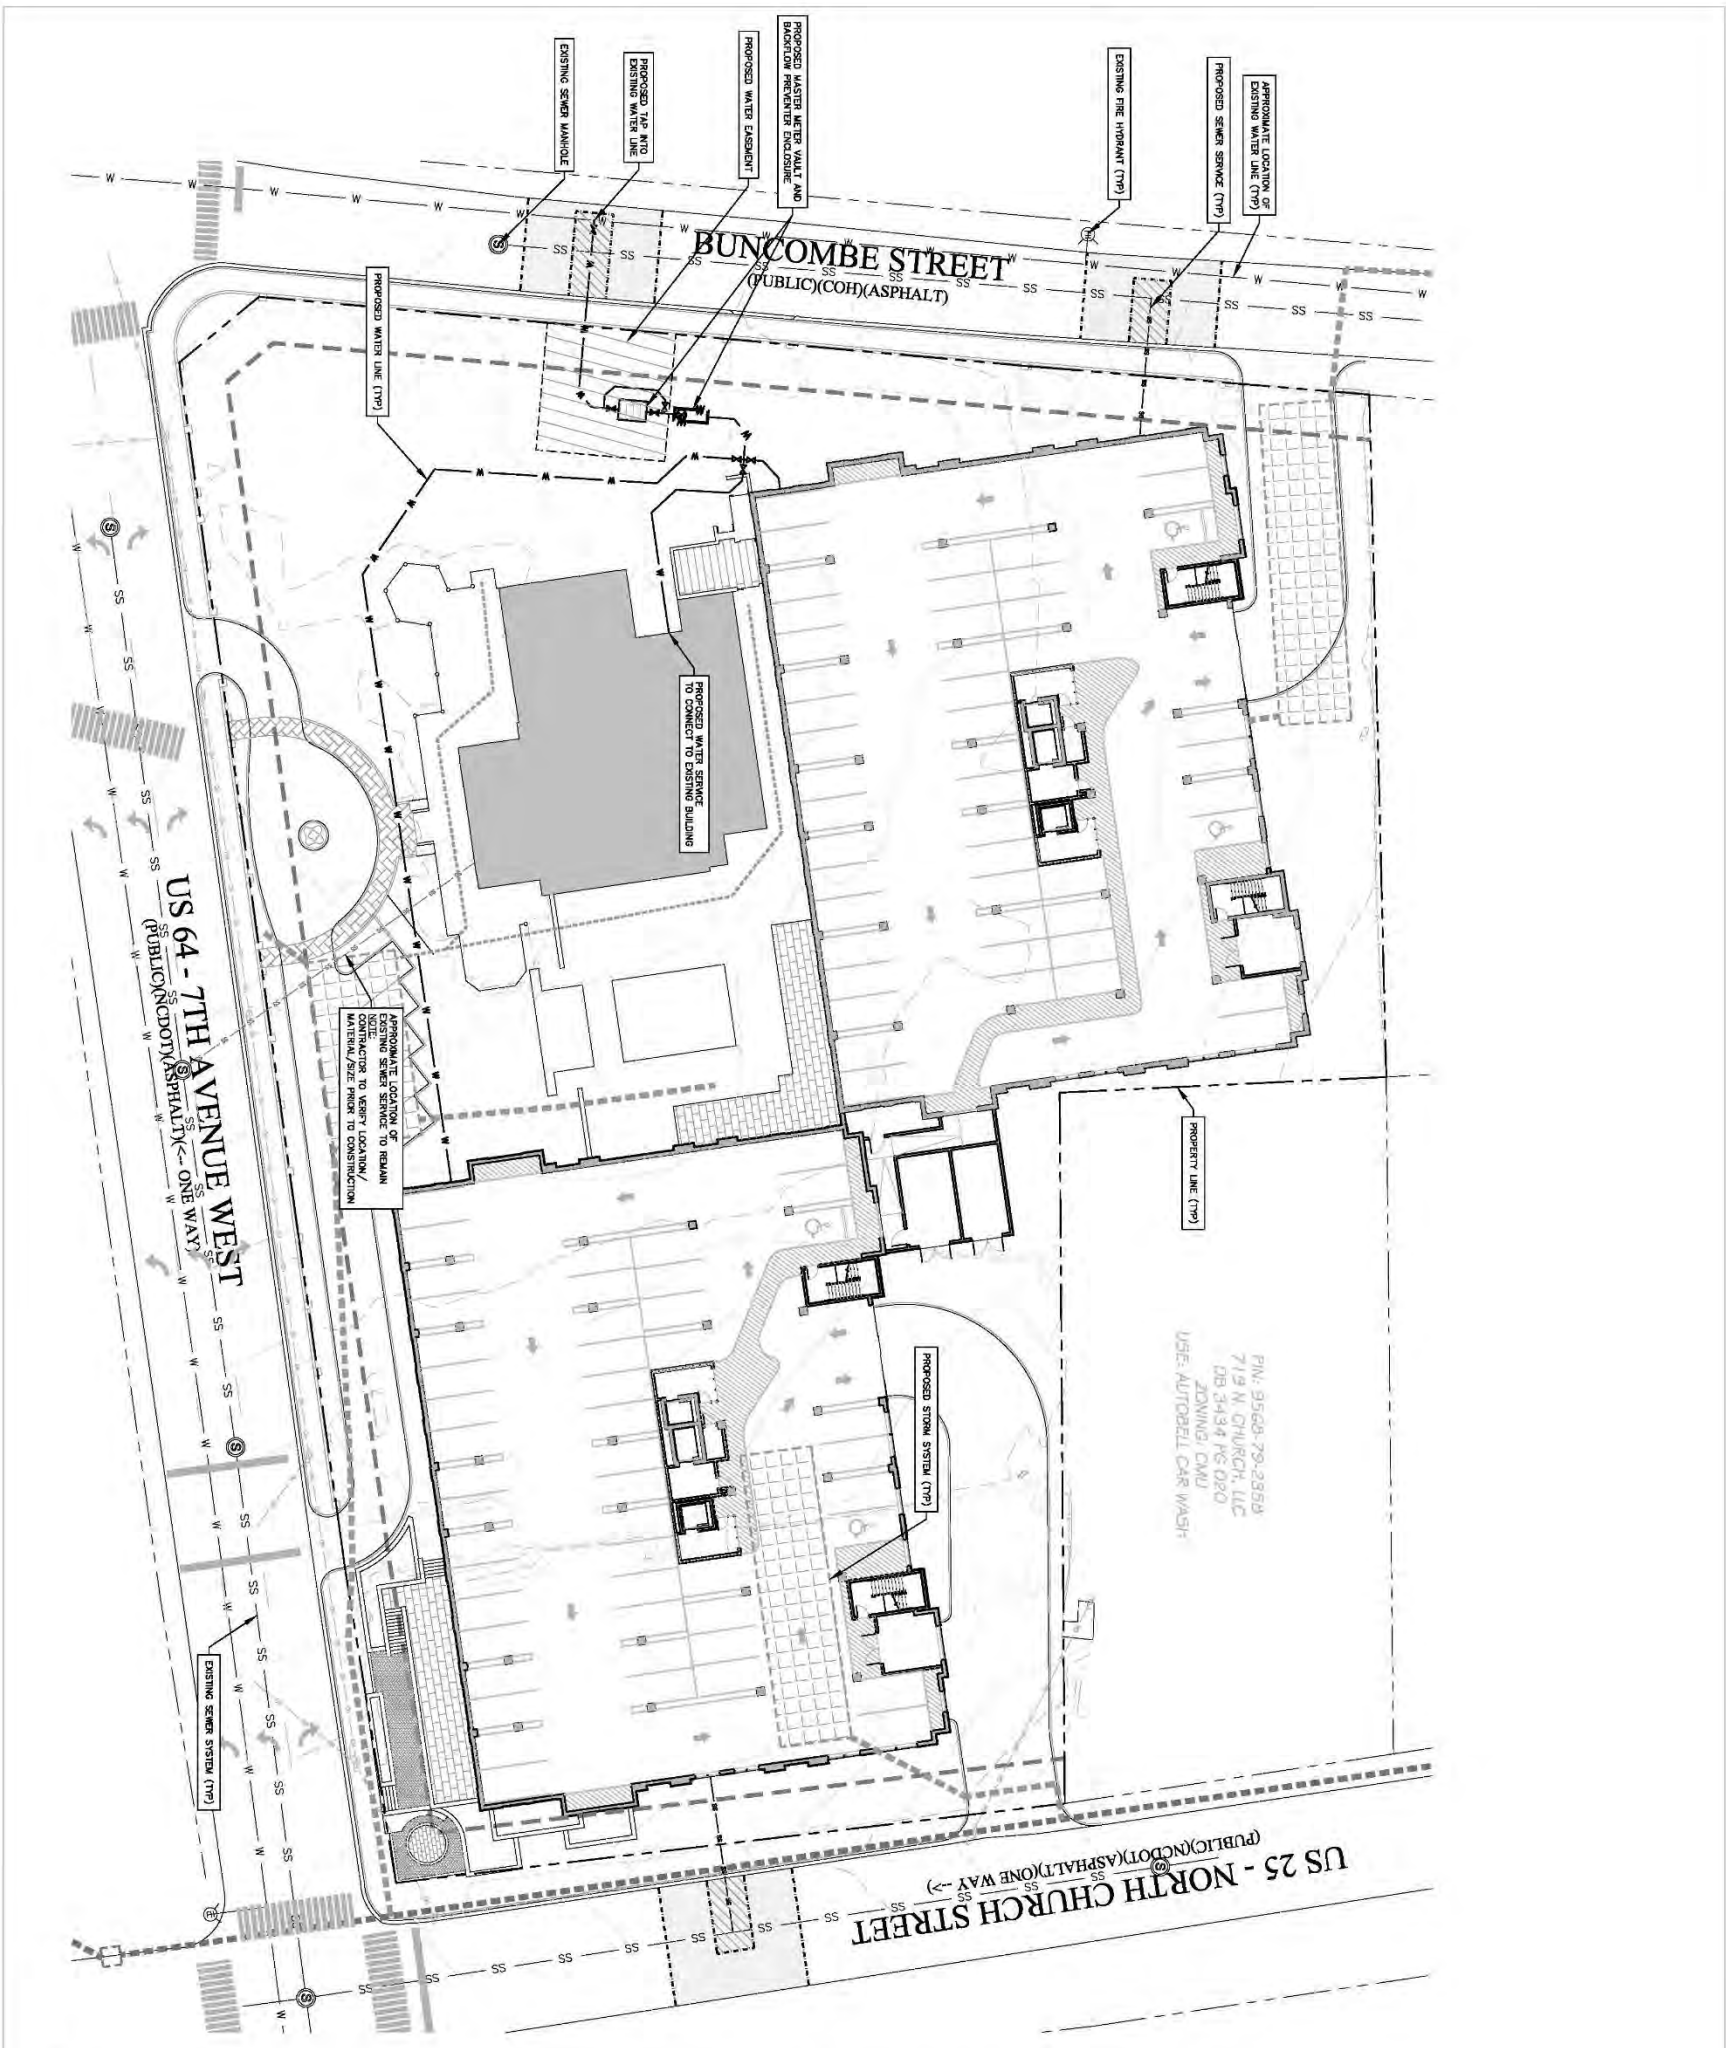 EXISTING SEWER MANHOLE
PROPOSED TAP INTO
EXISTING WATER LINE
PROPOSED WATER EASEMENT
PROPOSED MASTER METER VAULT AND
BACKFLOW PREVENTER ENCLOSURE
EXISTING FIRE HYDRANT (TYP)
PROPOSED SEWER SERVICE (TYP)
APPROXIMATE LOCATION OF
EXISTING WATER LINE (TYP)
BUNCOMBE STREET
(PUBLIC)(COH)(ASPHALT)
PROPOSED WATER LINE (TYP)
PROPOSED WATER SERVICE
TO CONNECT TO EXISTING BUILDING
US 64 - 7TH AVENUE WEST
(PUBLIC)(NCDOT)(ASPHALT)(<-- ONE WAY)
APPROXIMATE LOCATION OF
EXISTING SEWER SERVICE TO REMAIN
NOTE:
CONTRACTOR TO VERIFY LOCATION/
MATERIAL/SIZE PRIOR TO CONSTRUCTION
PROPERTY LINE (TYP)
PIN: 9568-79-2358
719 N. CHURCH, LLC
DB 3434 PG 020
ZONING: CMU
USE: AUTOBELL CAR WASH
PROPOSED STORM SYSTEM (TYP)
EXISTING SEWER SYSTEM (TYP)
US 25 - NORTH CHURCH STREET
(PUBLIC)(NCDOT)(ASPHALT)(ONE WAY -->)